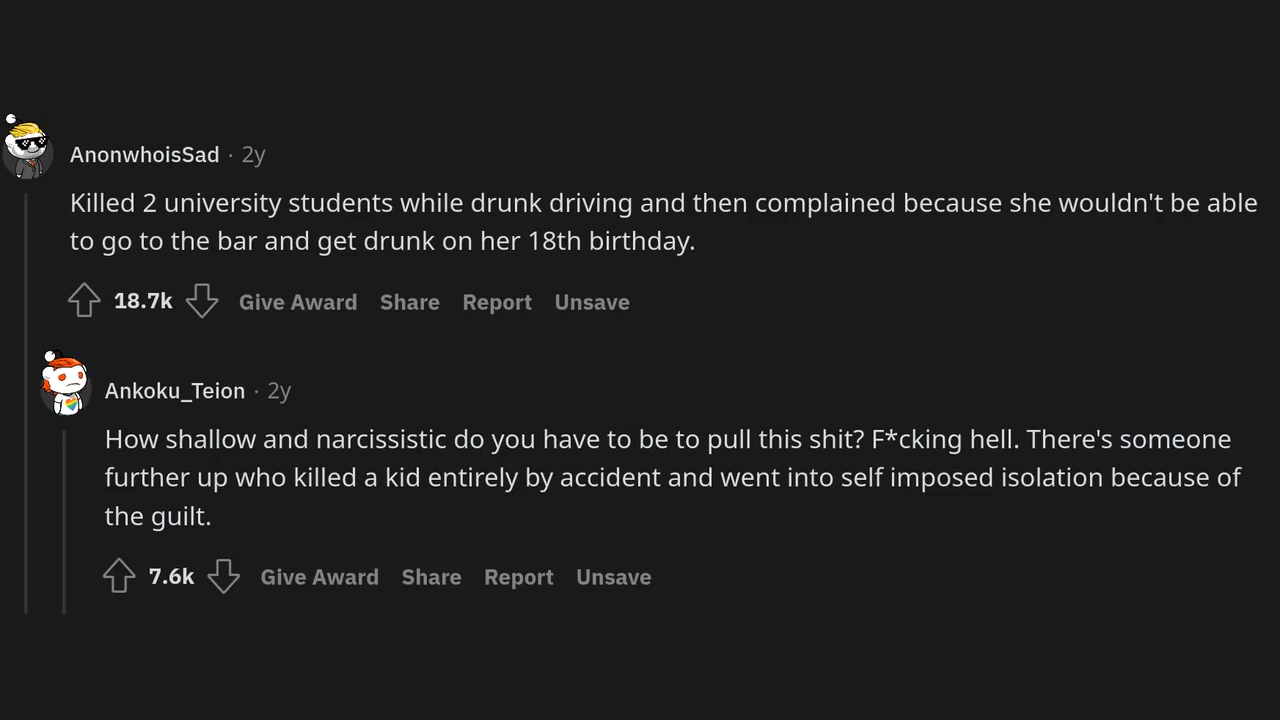 AnonwhoisSad · 2y
Killed 2 university students while drunk driving and then complained because she wouldn't be able
to go to the bar and get drunk on her 18th birthday.
18.7k Give Award Share Report Unsave
Ankoku_Teion · 2y
How shallow and narcissistic do you have to be to pull this shit? F*cking hell. There's someone
further up who killed a kid entirely by accident and went into self imposed isolation because of
the guilt.
7.6k Give Award Share Report Unsave